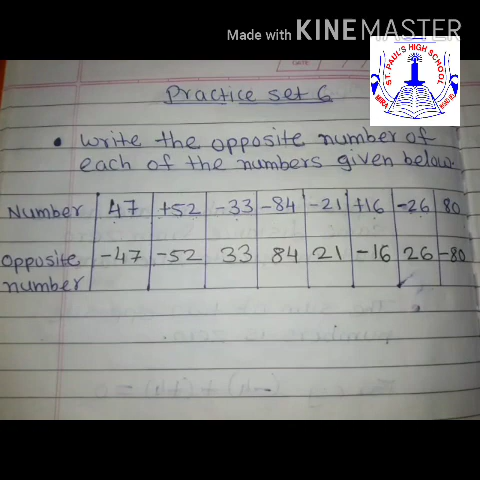 Made with KINEMASTER
ST. PAUL'S HIGH SCHOOL
DATE
Practice set 6
• Write the opposite number of
each of the numbers given below.
Number 47 +52 -33 -84 -21 +16 -26 80
Opposite number -47 -52 33 84 21 -16 26 -80